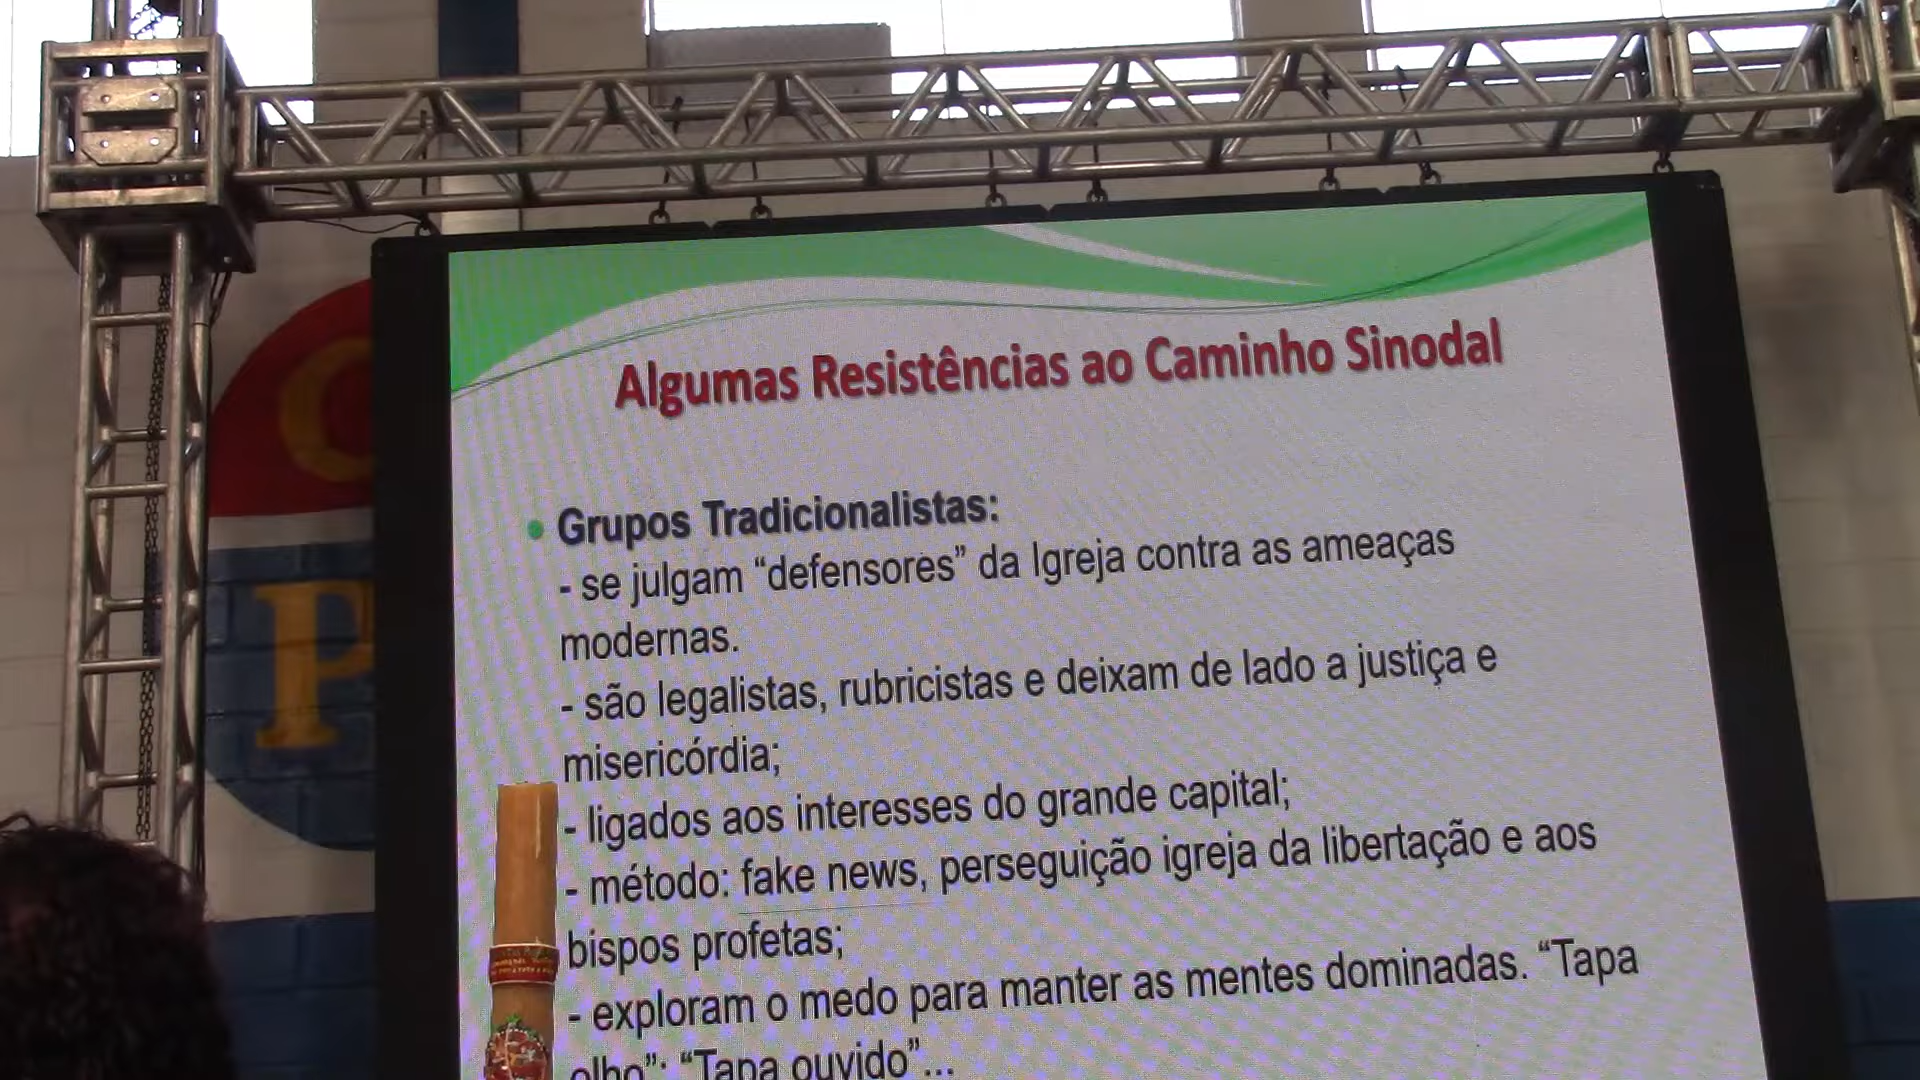 Algumas Resistências ao Caminho Sinodal
• Grupos Tradicionalistas:
- se julgam “defensores” da Igreja contra as ameaças
modernas.
- são legalistas, rubricistas e deixam de lado a justiça e
misericórdia;
- ligados aos interesses do grande capital;
- método: fake news, perseguição igreja da libertação e aos
bispos profetas;
- exploram o medo para manter as mentes dominadas. “Tapa
olho”; “Tapa ouvido”...
P